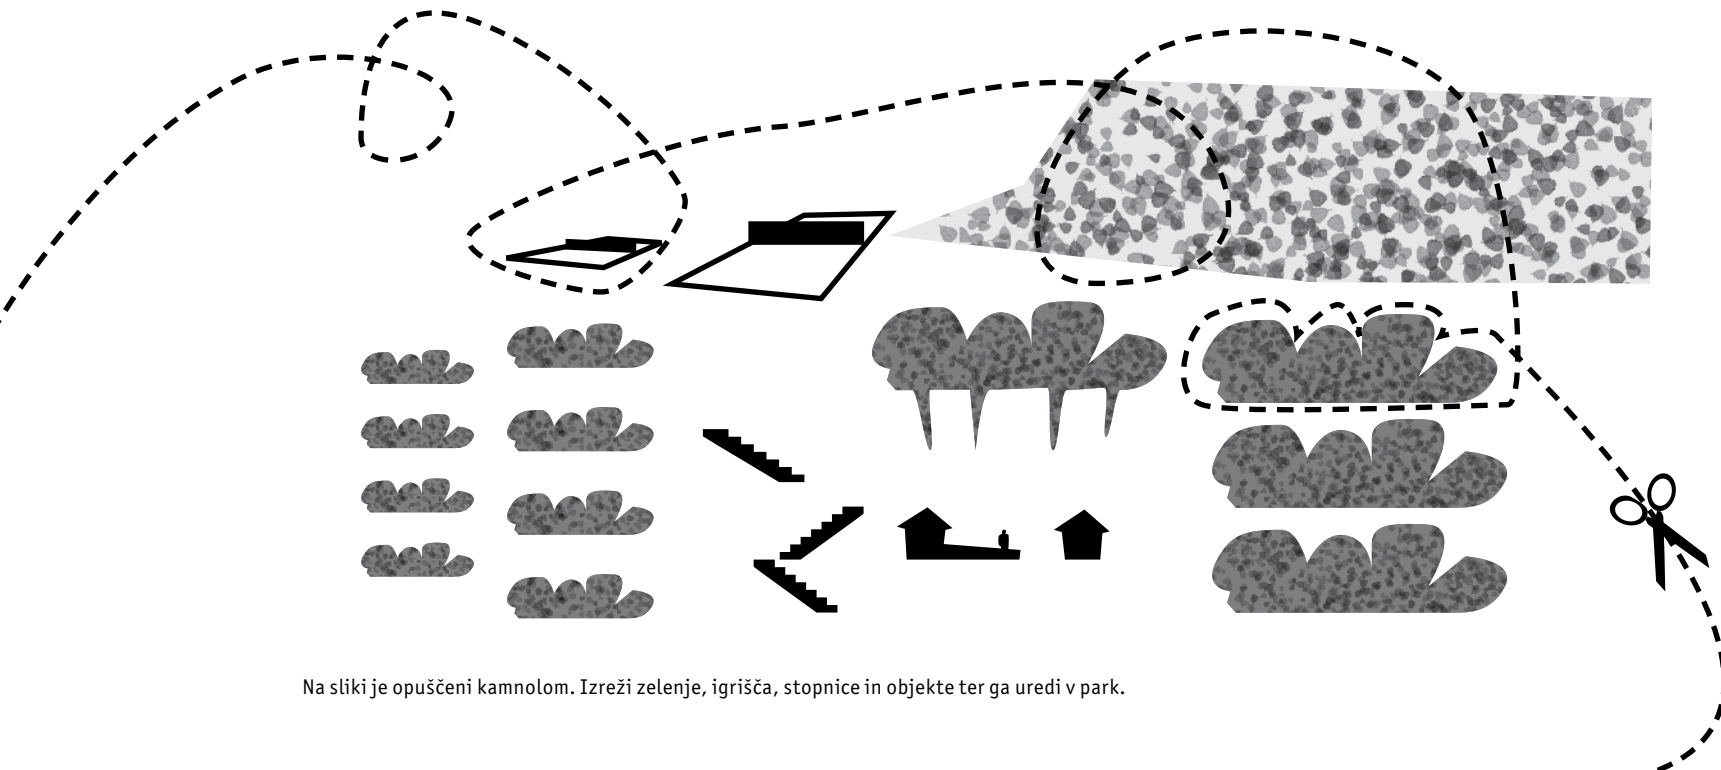 Na sliki je opuščeni kamnolom. Izreži zelenje, igrišča, stopnice in objekte ter ga uredi v park.